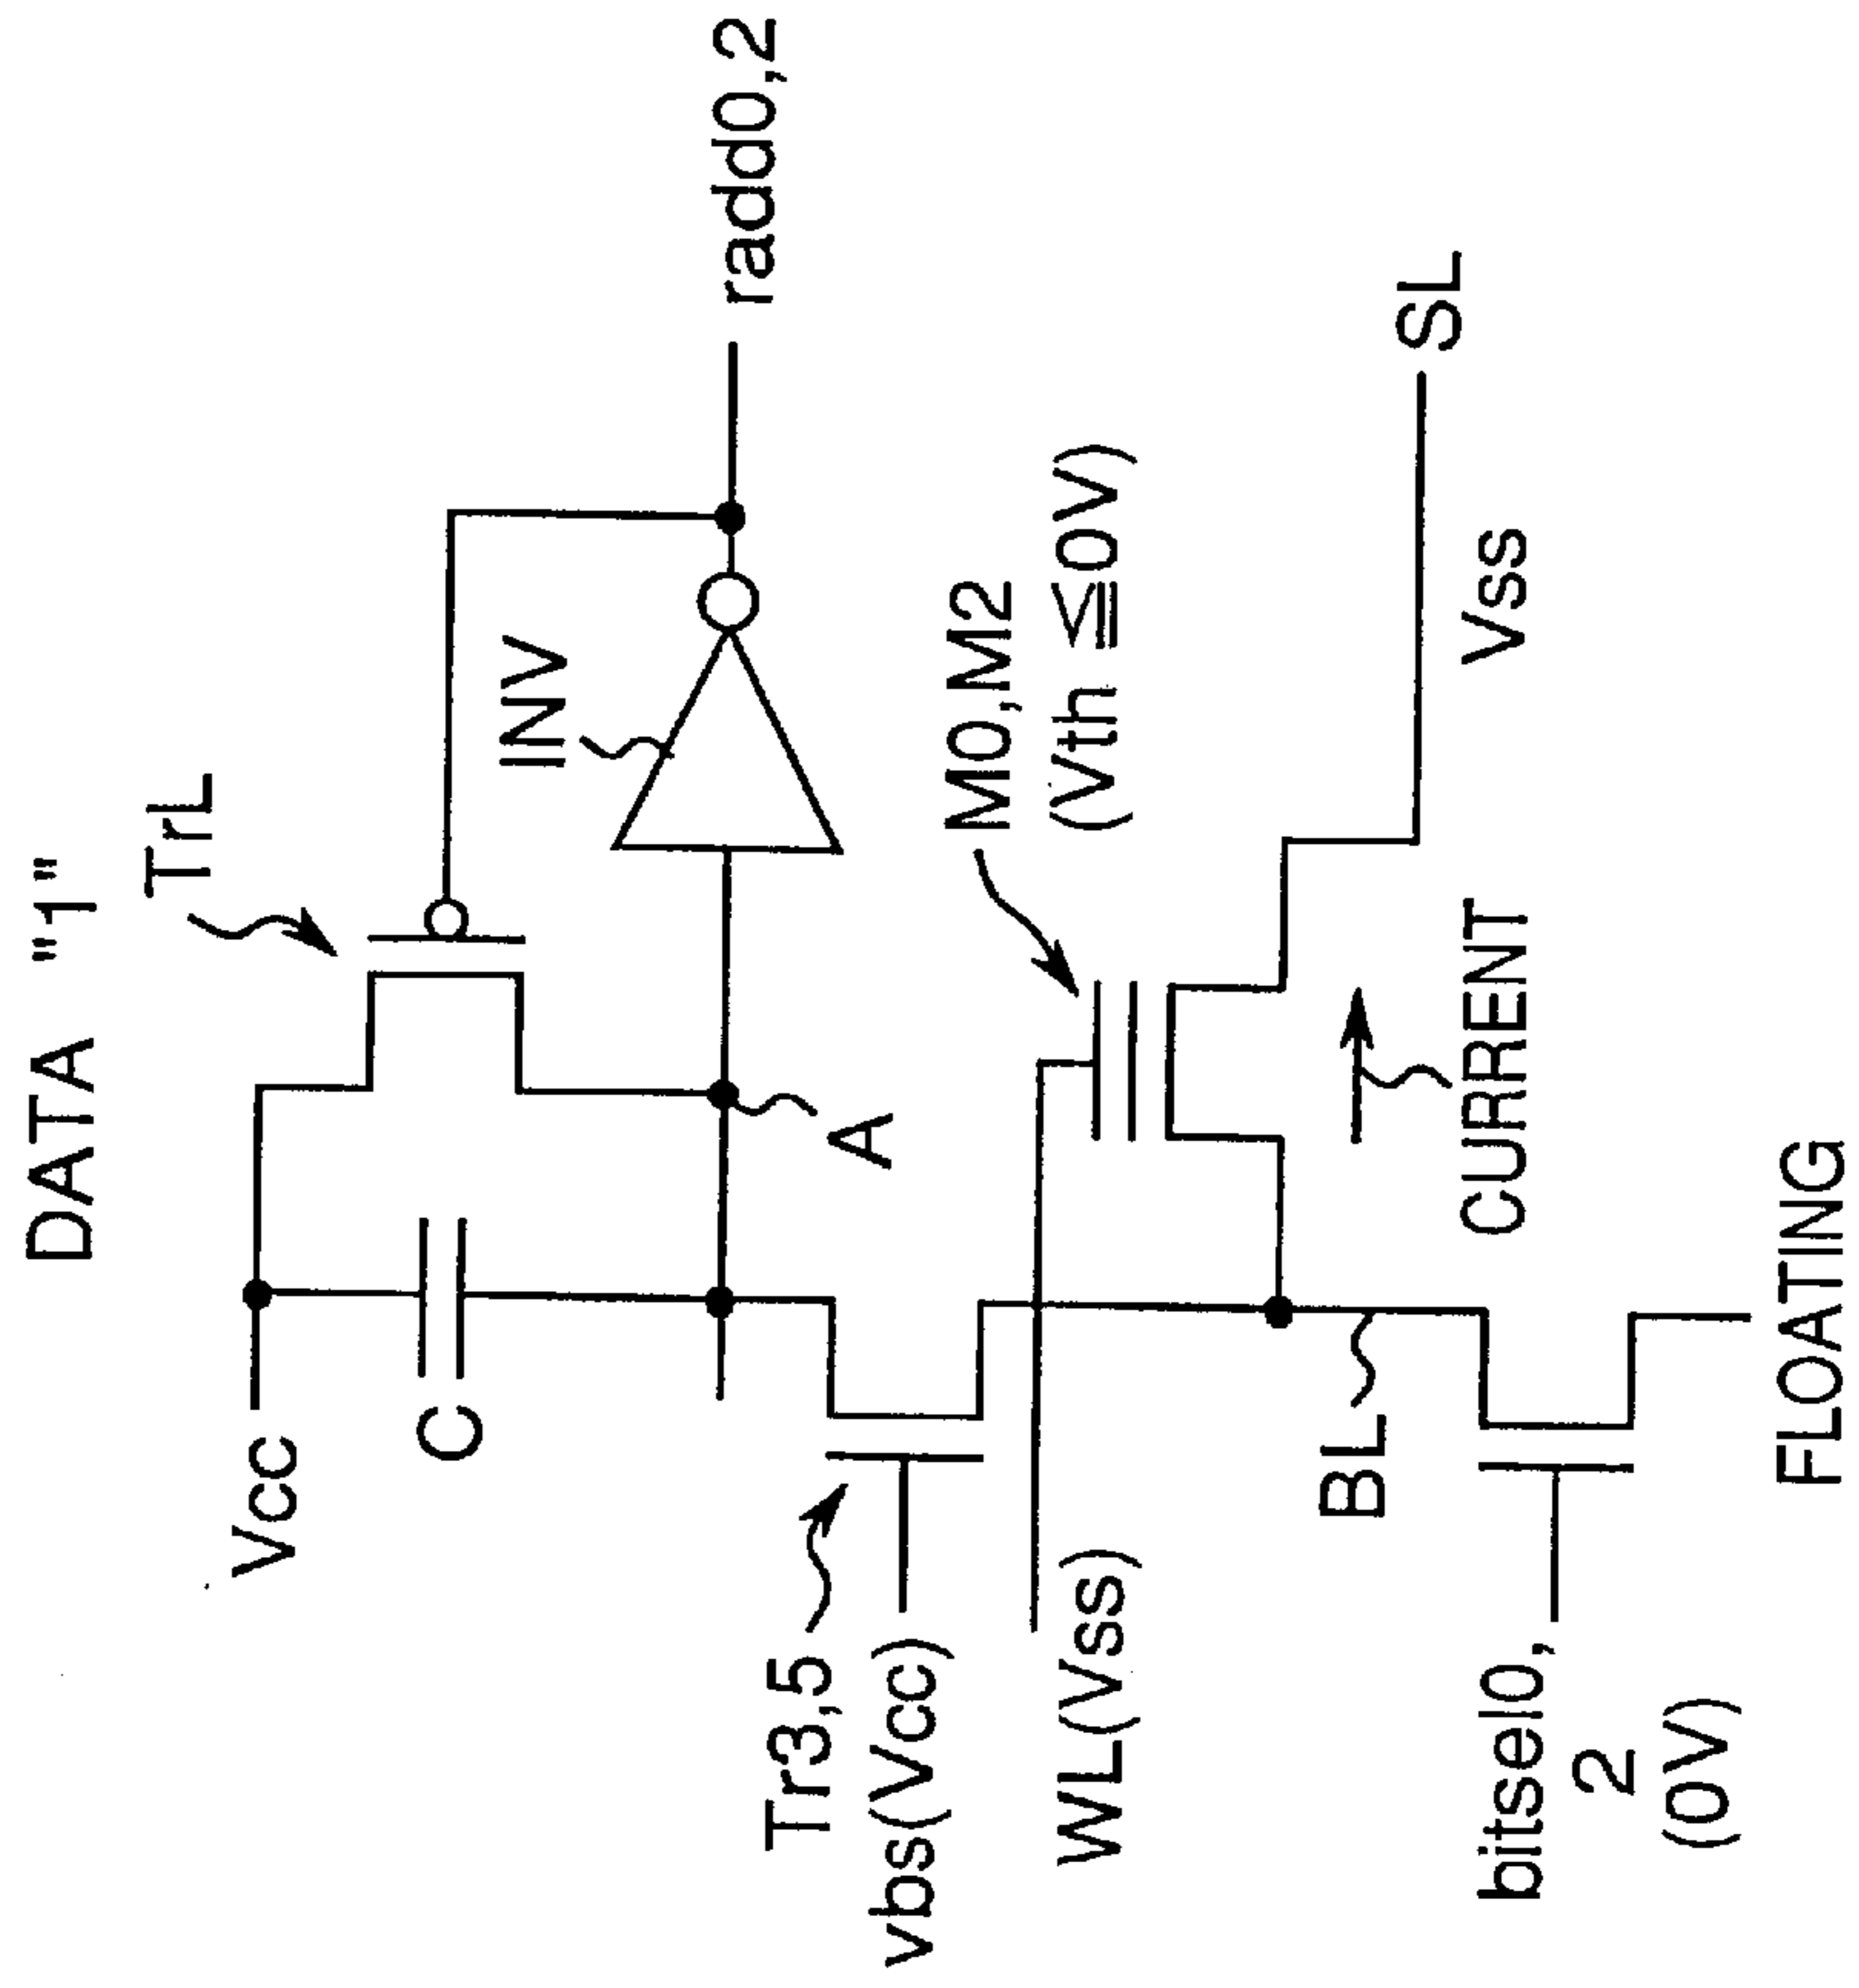 DATA "1"
TrL
Vcc
C
INV
radd0,2
A
Tr3,5
vbs(Vcc)
M0,M2
(Vth ≦0V)
WL(Vss)
BL
CURRENT
SL
Vss
bitsel0,
2
(0V)
FLOATING